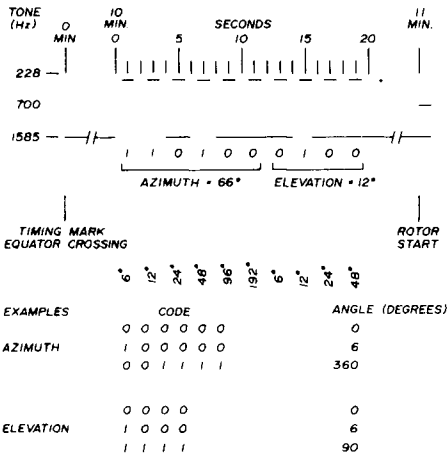 TONE (Hz) 0 MIN 10 MIN. SECONDS 11 MIN.
0 5 10 15 20
228
700
1585
1 1 0 1 0 0 0 1 0 0
AZIMUTH = 66° ELEVATION = 12°
TIMING MARK ROTOR
EQUATOR CROSSING START
6° 12° 24° 48° 96° 192° 6° 12° 24° 48°
EXAMPLES CODE ANGLE (DEGREES)
0 0 0 0 0 0 0
AZIMUTH 1 0 0 0 0 0 6
0 0 1 1 1 1 360
0 0 0 0 0
ELEVATION 1 0 0 0 6
1 1 1 1 90